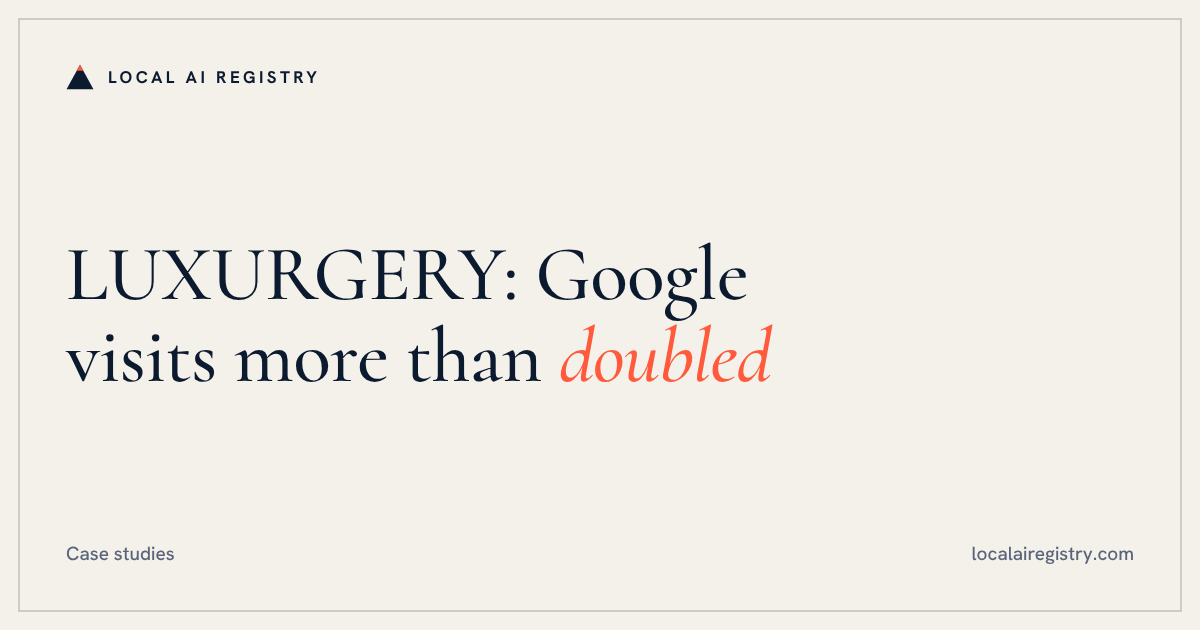 LOCAL AI REGISTRY
LUXURGERY: Google
visits more than doubled
Case studies
localairegistry.com